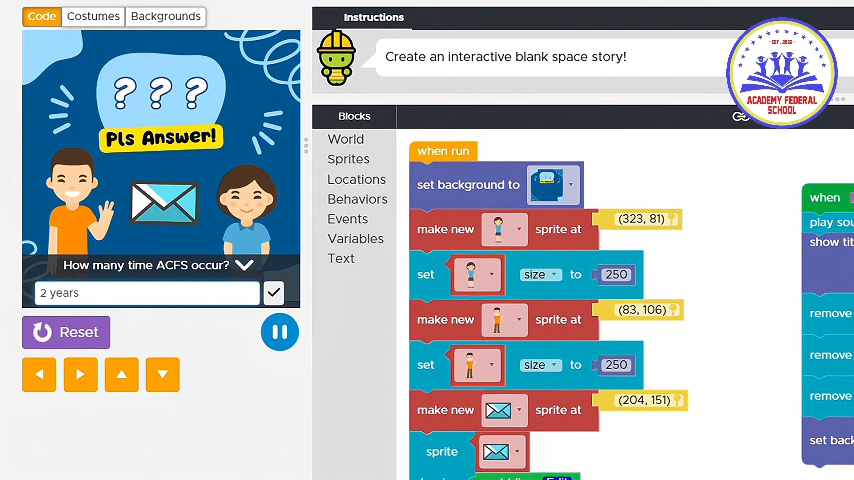 Code Costumes Backgrounds
? ? ?
Pls Answer!
How many time ACFS occur?
2 years
Reset
Instructions
Create an interactive blank space story!
EST. 2022
ACADEMY FEDERAL
SCHOOL
Blocks
World
Sprites
Locations
Behaviors
Events
Variables
Text
when run
set background to
make new sprite at (323, 81)
set size to 250
make new sprite at (83, 106)
set size to 250
make new sprite at (204, 151)
sprite
Edit
when
play sou
show tit
remove
remove
remove
set back